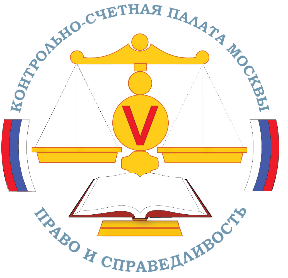 КОНТРОЛЬНО-СЧЕТНАЯ ПАЛАТА МОСКВЫ
V
ПРАВО И СПРАВЕДЛИВОСТЬ